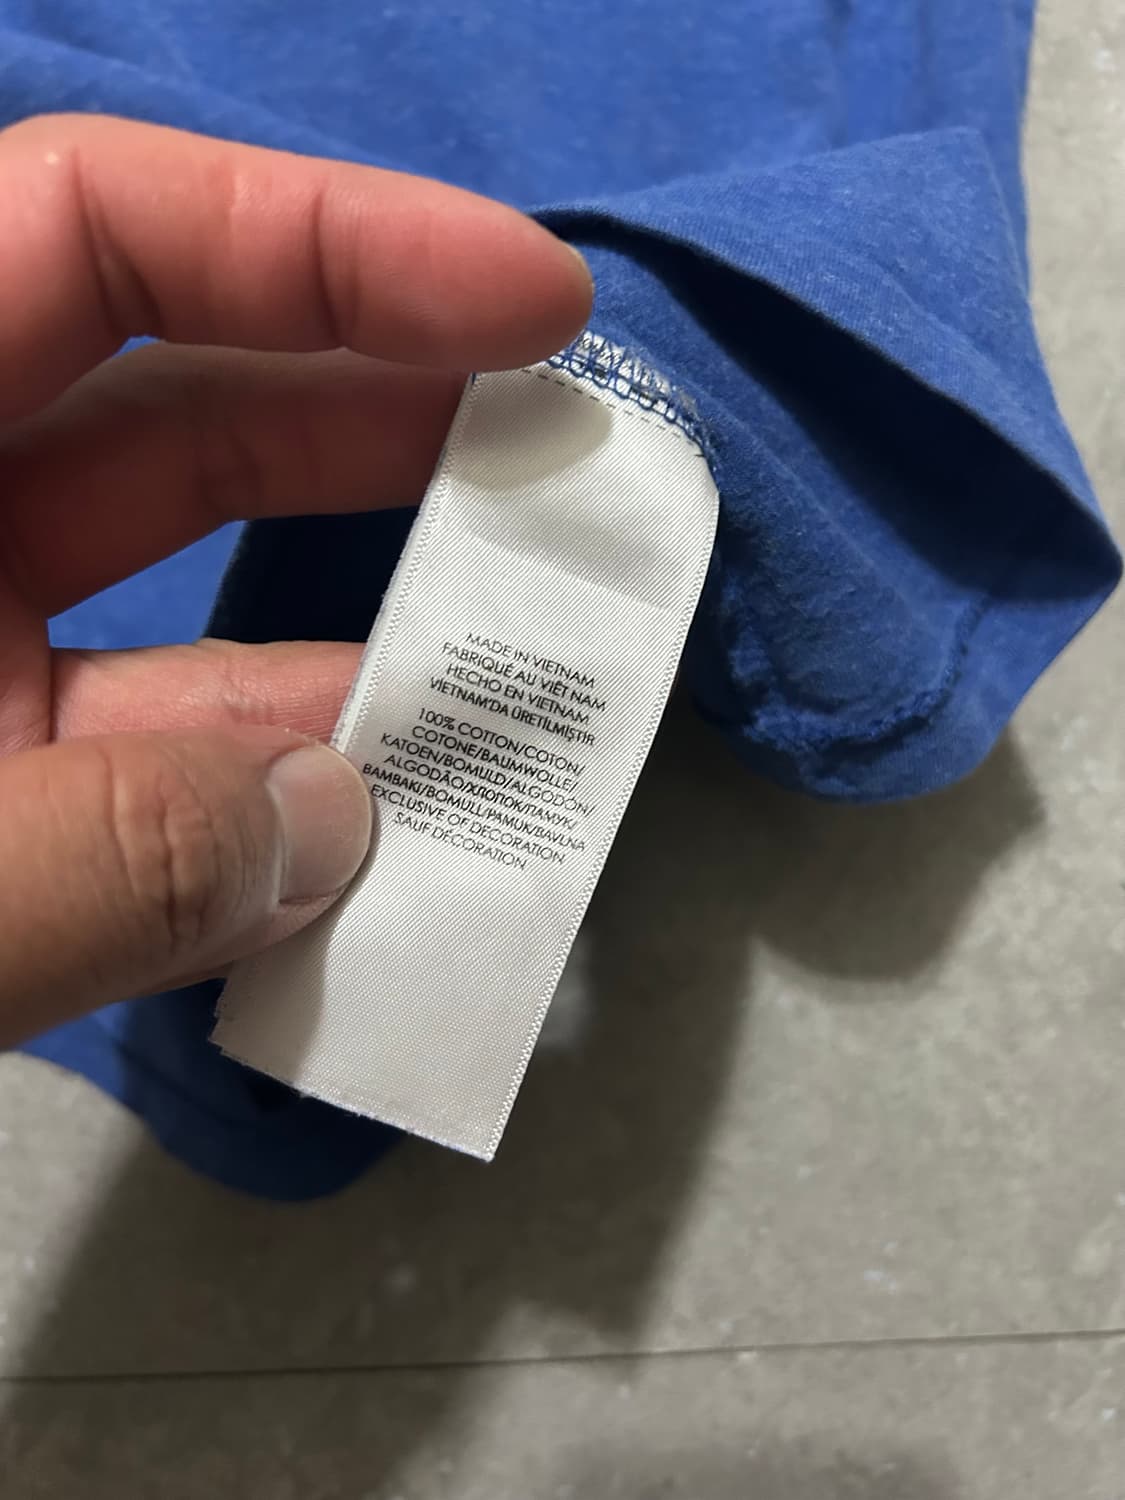 MADE IN VIETNAM
FABRIQUÉ AU VIÊT NAM
HECHO EN VIETNAM
VIETNAM'DA ÜRETİLMİŞTİR
100% COTTON/COTON/
COTONE/BAUMWOLLE/
KATOEN/BOMULD/ALGODÓN/
ALGODÃO/ХЛОПОК/ПАМУК/
BAMBAKI/BOMULL/PAMUK/BAVLNA
EXCLUSIVE OF DECORATION
SAUF DÉCORATION